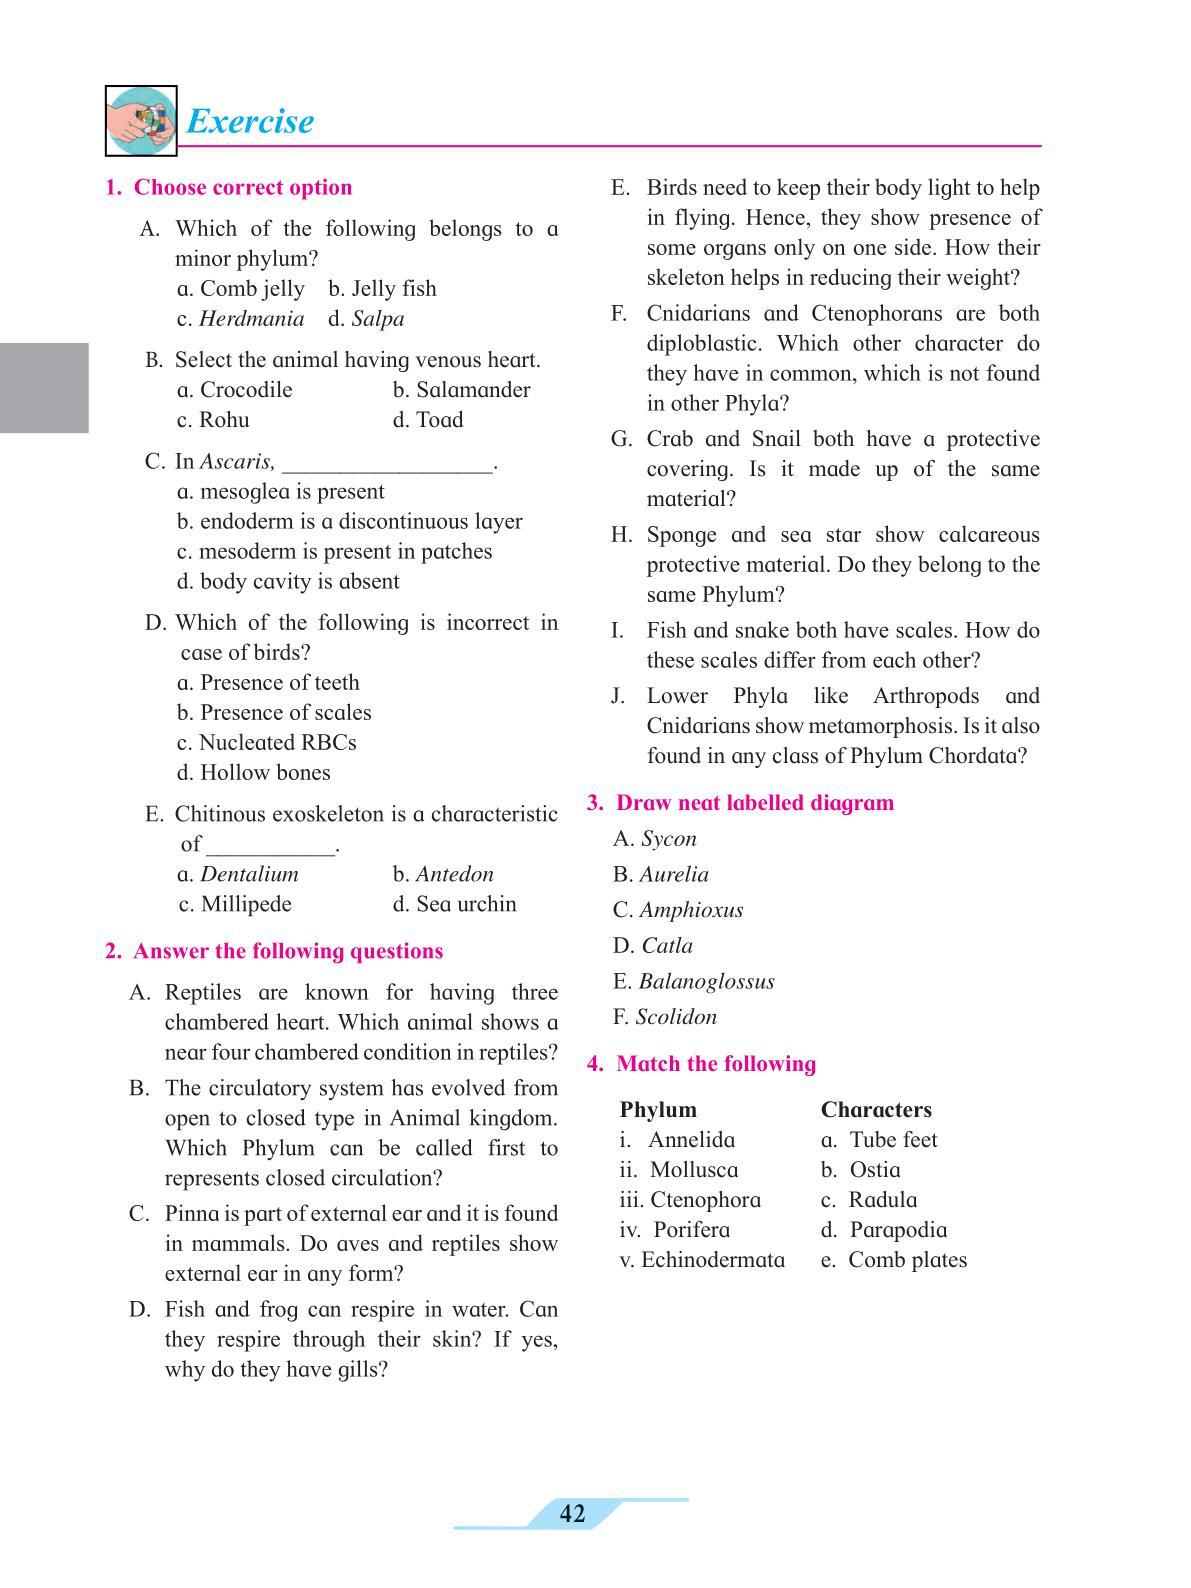 Exercise
1. Choose correct option
A. Which of the following belongs to a
minor phylum?
a. Comb jelly b. Jelly fish
c. Herdmania d. Salpa
B. Select the animal having venous heart.
a. Crocodile b. Salamander
c. Rohu d. Toad
C. In Ascaris, __________________.
a. mesoglea is present
b. endoderm is a discontinuous layer
c. mesoderm is present in patches
d. body cavity is absent
D. Which of the following is incorrect in
case of birds?
a. Presence of teeth
b. Presence of scales
c. Nucleated RBCs
d. Hollow bones
E. Chitinous exoskeleton is a characteristic
of ___________.
a. Dentalium b. Antedon
c. Millipede d. Sea urchin
2. Answer the following questions
A. Reptiles are known for having three
chambered heart. Which animal shows a
near four chambered condition in reptiles?
B. The circulatory system has evolved from
open to closed type in Animal kingdom.
Which Phylum can be called first to
represents closed circulation?
C. Pinna is part of external ear and it is found
in mammals. Do aves and reptiles show
external ear in any form?
D. Fish and frog can respire in water. Can
they respire through their skin? If yes,
why do they have gills?
E. Birds need to keep their body light to help
in flying. Hence, they show presence of
some organs only on one side. How their
skeleton helps in reducing their weight?
F. Cnidarians and Ctenophorans are both
diploblastic. Which other character do
they have in common, which is not found
in other Phyla?
G. Crab and Snail both have a protective
covering. Is it made up of the same
material?
H. Sponge and sea star show calcareous
protective material. Do they belong to the
same Phylum?
I. Fish and snake both have scales. How do
these scales differ from each other?
J. Lower Phyla like Arthropods and
Cnidarians show metamorphosis. Is it also
found in any class of Phylum Chordata?
3. Draw neat labelled diagram
A. Sycon
B. Aurelia
C. Amphioxus
D. Catla
E. Balanoglossus
F. Scolidon
4. Match the following
Phylum Characters
i. Annelida a. Tube feet
ii. Mollusca b. Ostia
iii. Ctenophora c. Radula
iv. Porifera d. Parapodia
v. Echinodermata e. Comb plates
42